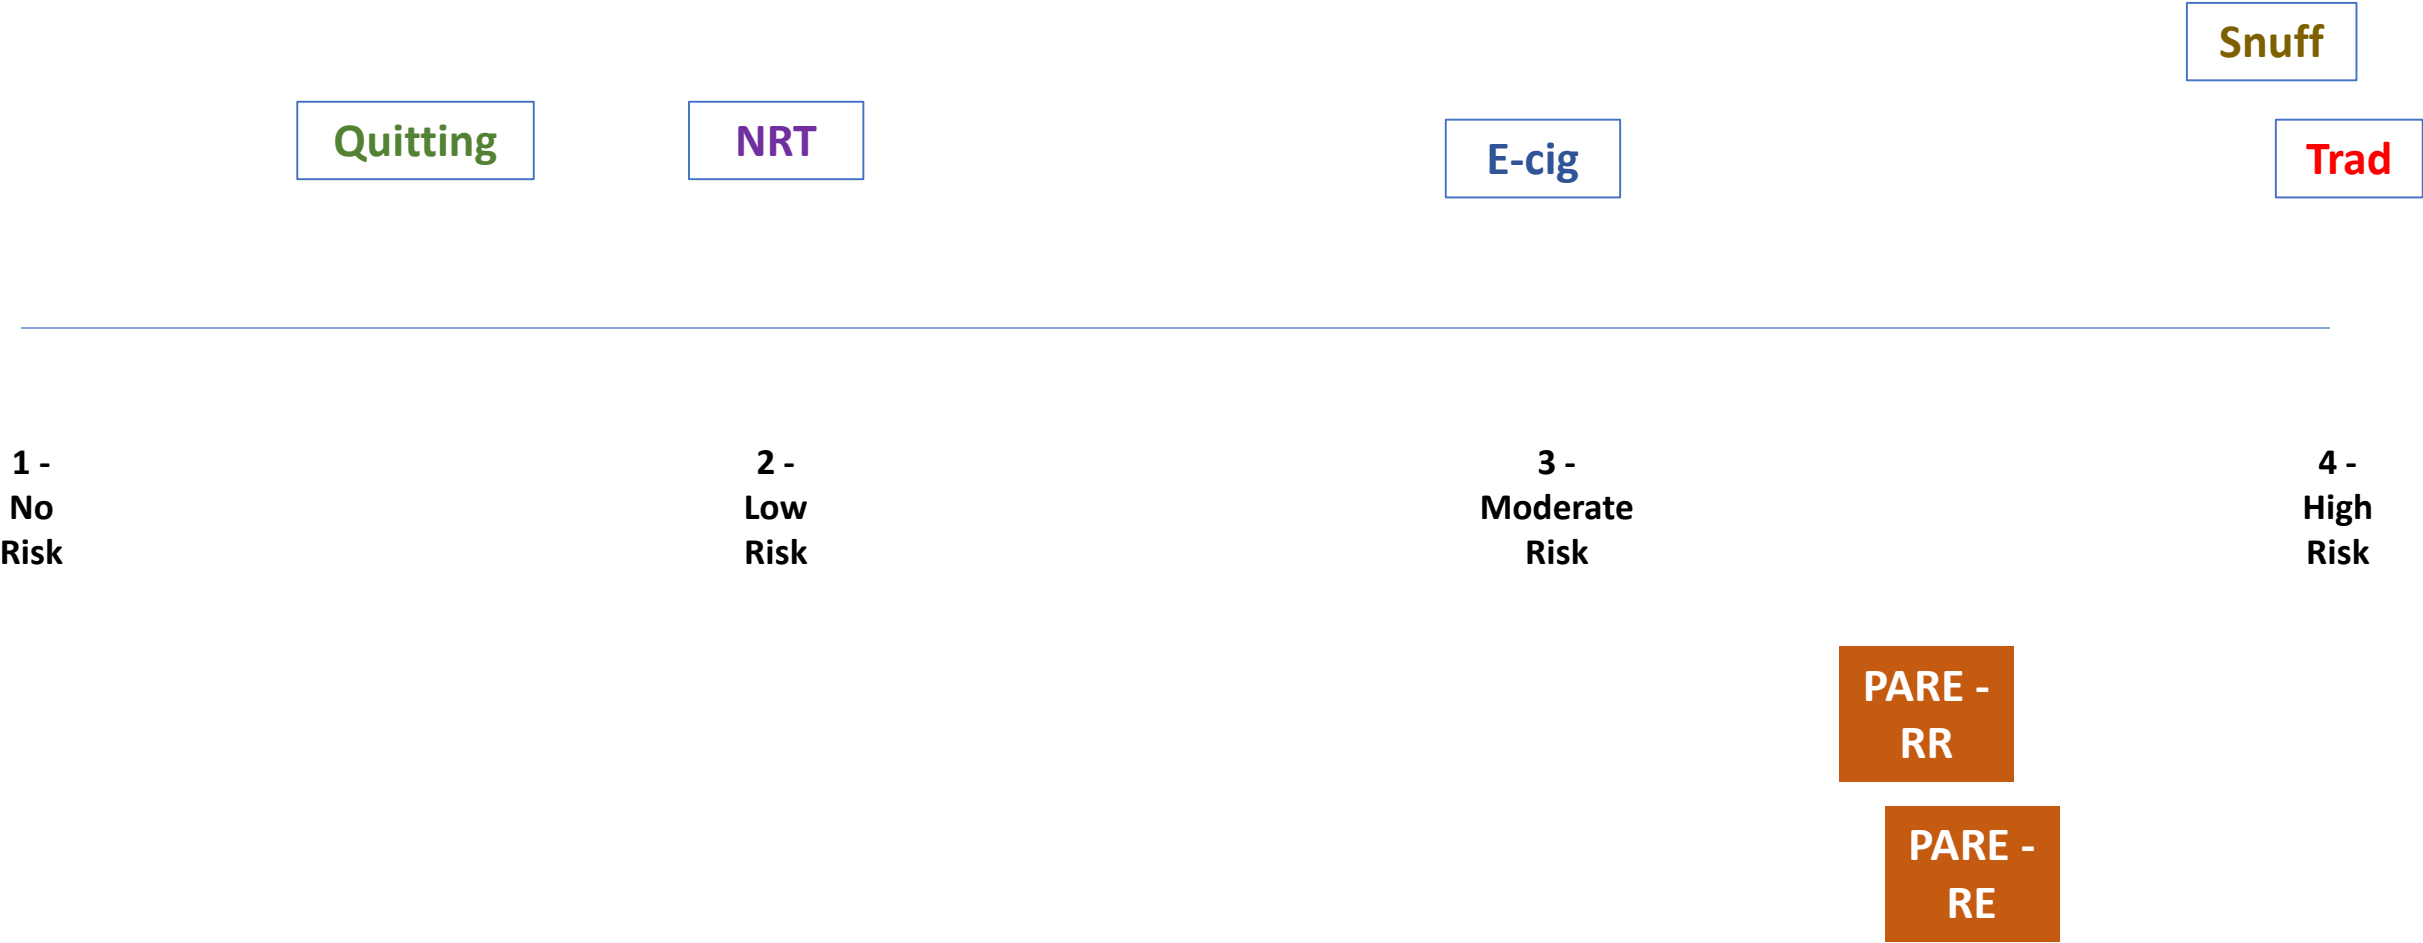 Snuff
Quitting
NRT
E-cig
Trad
1 -
No
Risk
2 -
Low
Risk
3 -
Moderate
Risk
4 -
High
Risk
PARE -
RR
PARE -
RE